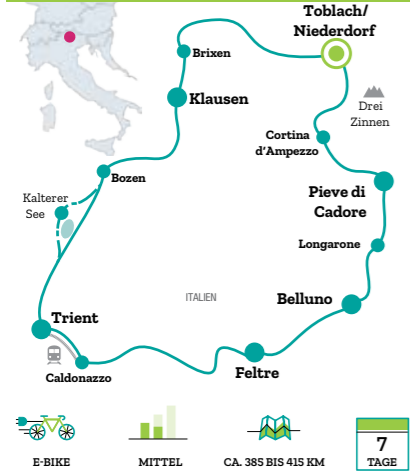 Toblach/
Niederdorf
Brixen
Klausen
Drei
Zinnen
Cortina
d'Ampezzo
Bozen
Pieve di
Cadore
Kalterer
See
Longarone
ITALIEN
Belluno
Trient
Feltre
Caldonazzo
E-BIKE
MITTEL
CA. 385 BIS 415 KM
7
TAGE